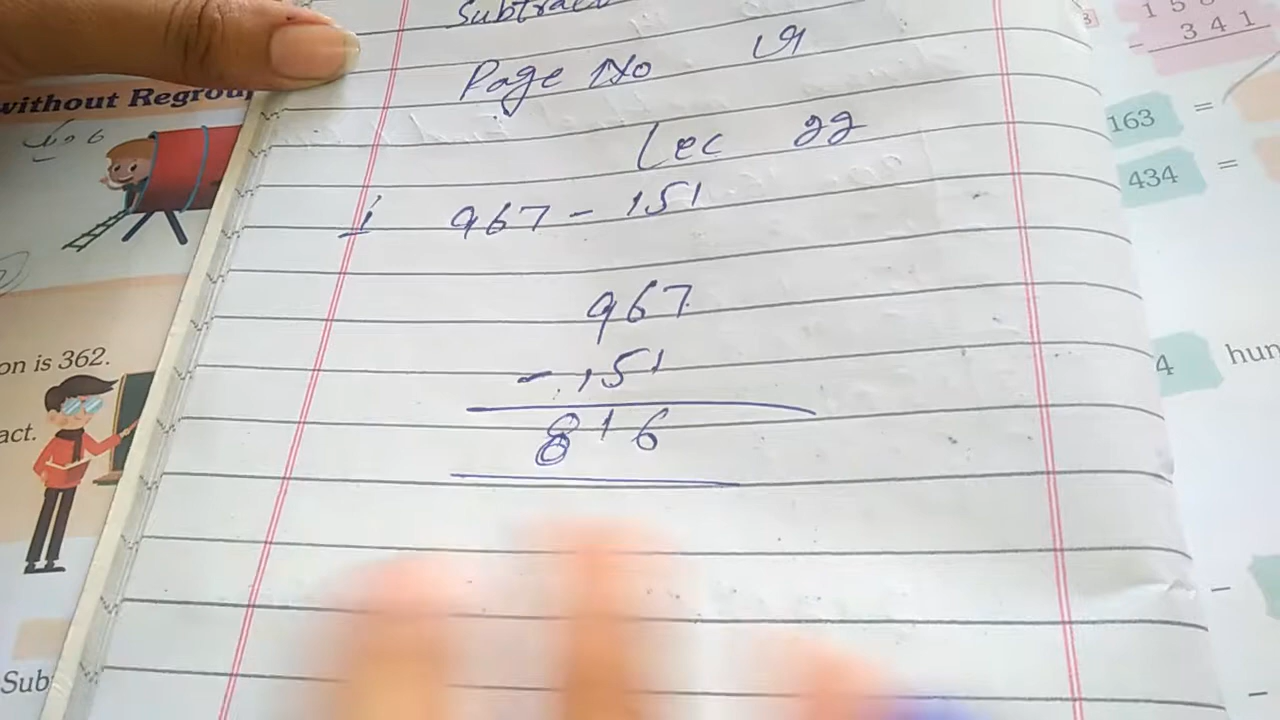 Page No
Lec 22
1 967 - 151
967
- 151
816
without Regrou
on is 362.
act.
Sub
- 341
163 =
434 =
4 hun
-
-